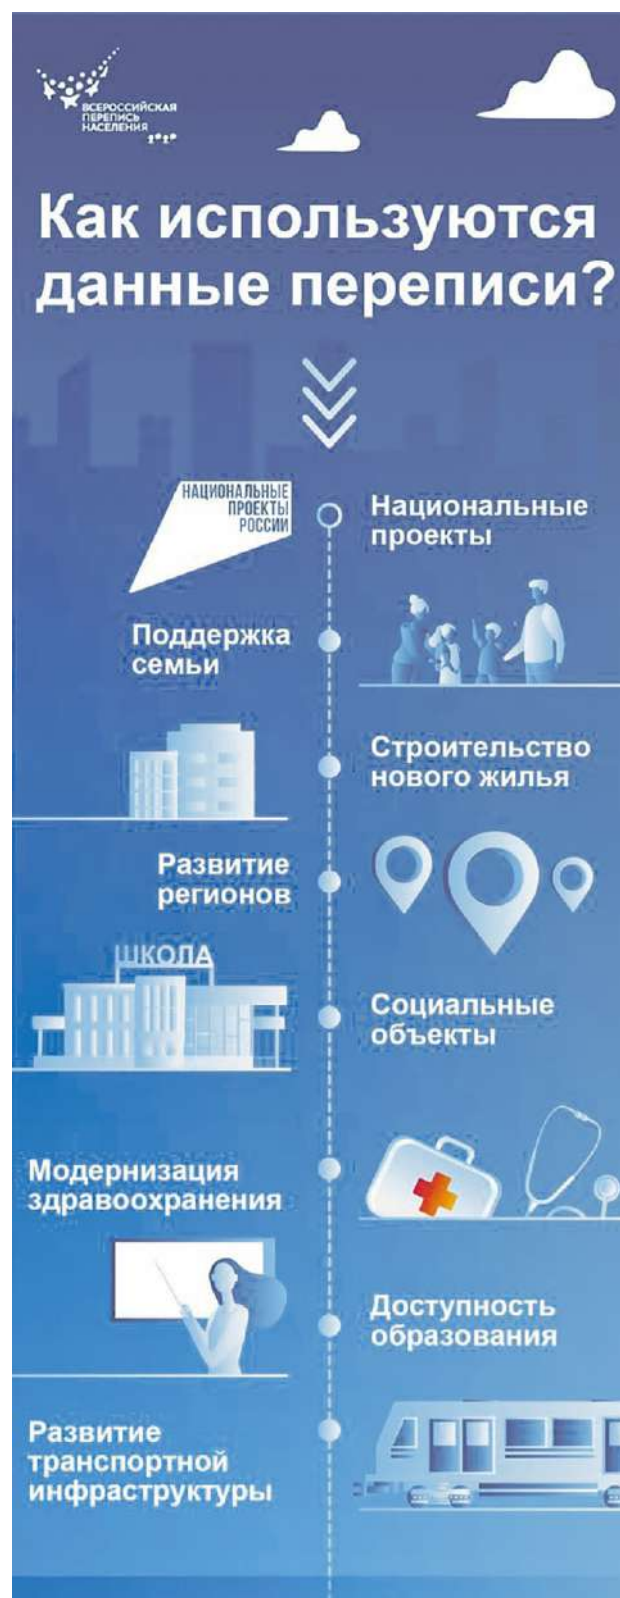 ВСЕРОССИЙСКАЯ
ПЕРЕПИСЬ
НАСЕЛЕНИЯ
Как используются
данные переписи?
НАЦИОНАЛЬНЫЕ
ПРОЕКТЫ
РОССИИ
Национальные
проекты
Поддержка
семьи
Строительство
нового жилья
Развитие
регионов
ШКОЛА
Социальные
объекты
Модернизация
здравоохранения
Доступность
образования
Развитие
транспортной
инфраструктуры